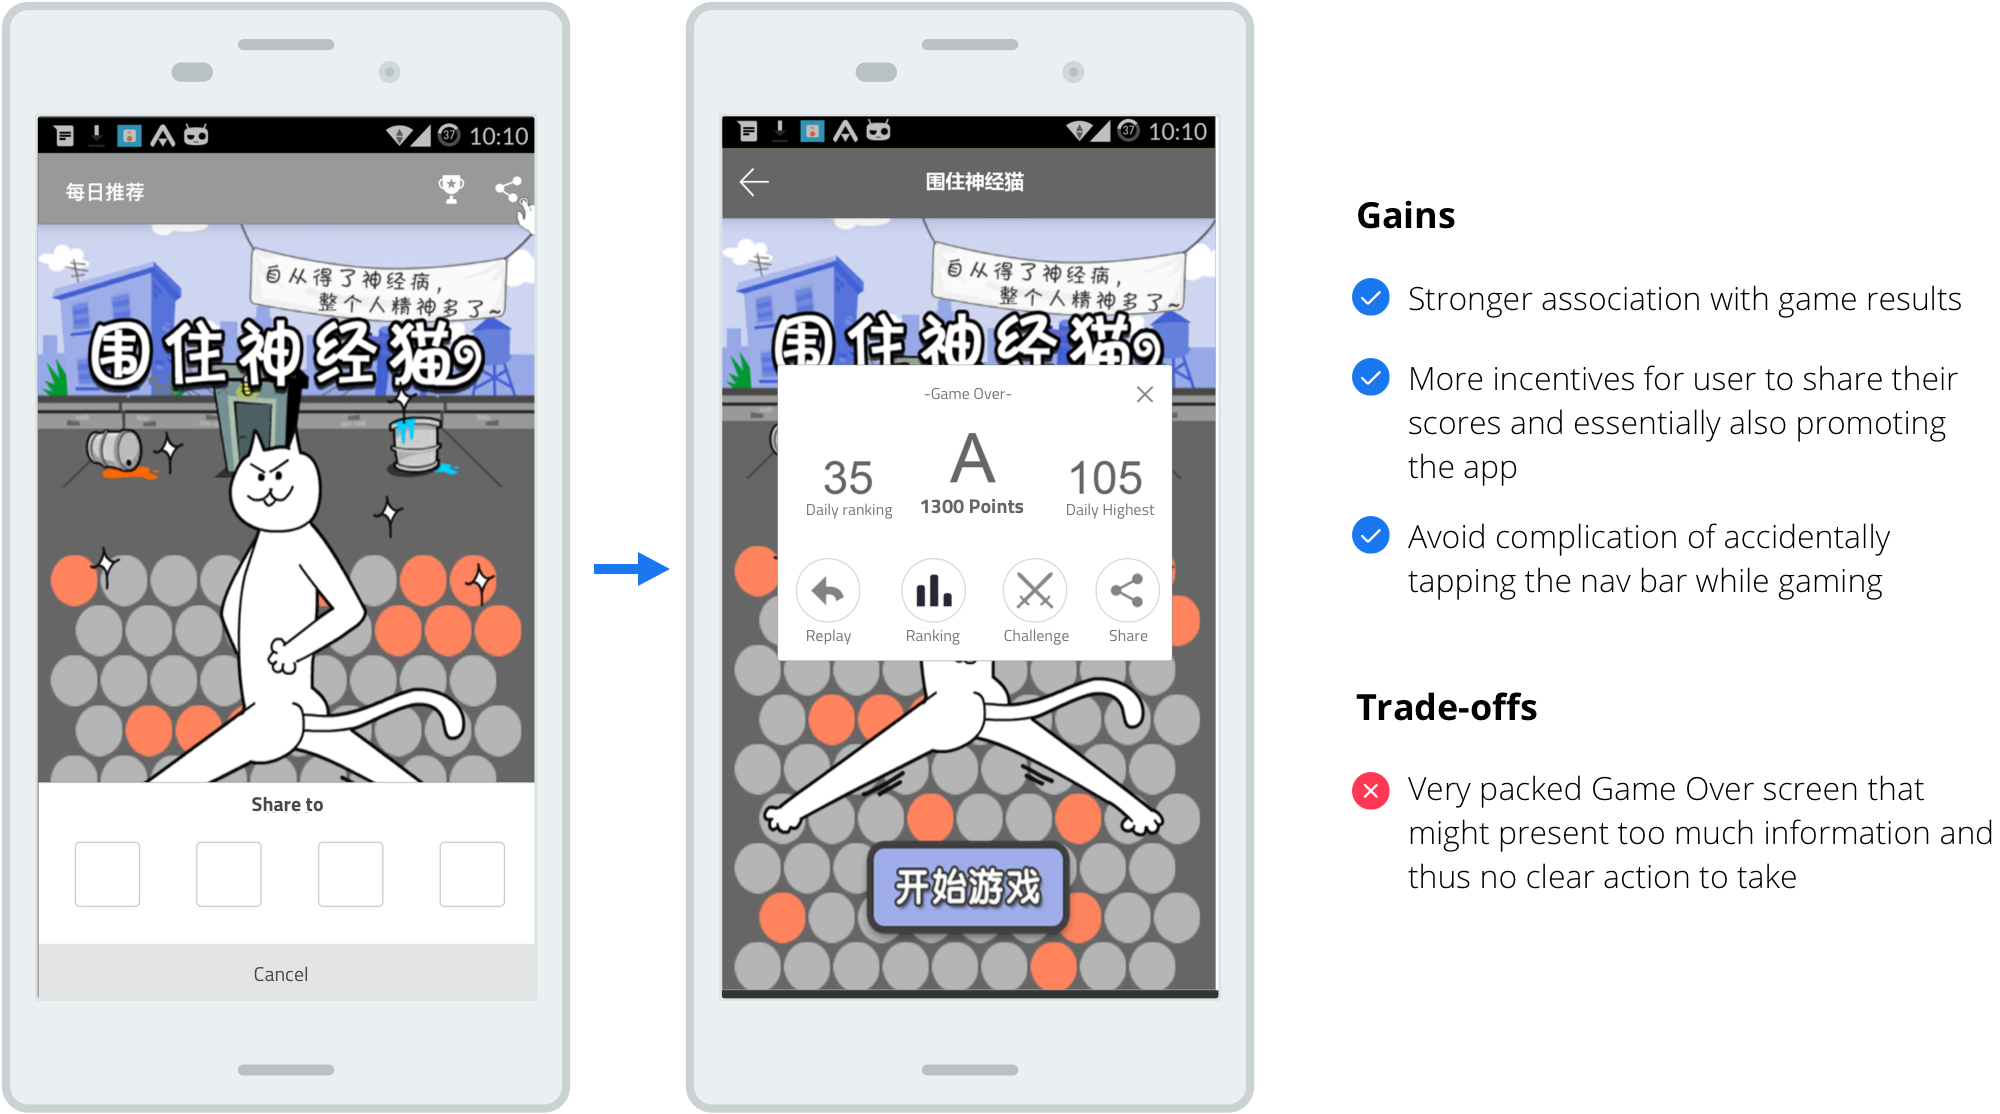 37 10:10
每日推荐
自从得了神经病，
整个人精神多了~
围住神经猫
Share to
Cancel
37 10:10
围住神经猫
自从得了神经病，
整个人精神多了~
围住神经猫
-Game Over-
A
35
105
1300 Points
Daily ranking
Daily Highest
Replay
Ranking
Challenge
Share
开始游戏
Gains
Stronger association with game results
More incentives for user to share their
scores and essentially also promoting
the app
Avoid complication of accidentally
tapping the nav bar while gaming
Trade-offs
Very packed Game Over screen that
might present too much information and
thus no clear action to take